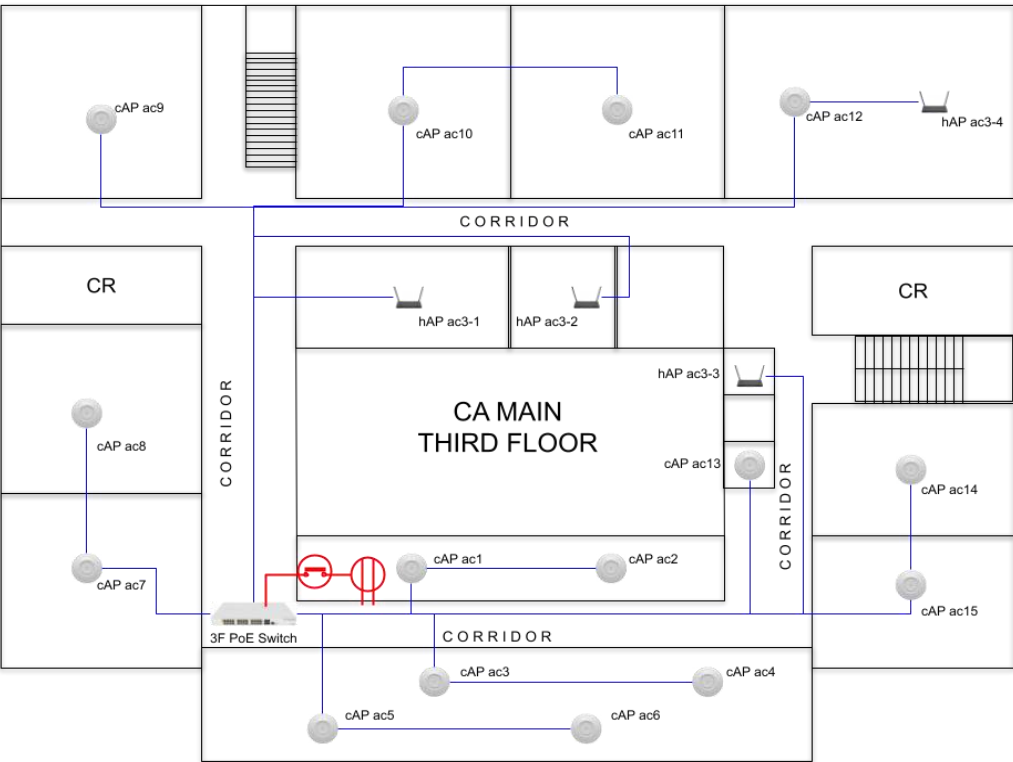 cAP ac9
cAP ac10
cAP ac11
cAP ac12
hAP ac3-4
CORRIDOR
CR
CR
hAP ac3-1
hAP ac3-2
hAP ac3-3
CORRIDOR
CA MAIN
THIRD FLOOR
cAP ac8
cAP ac13
CORRIDOR
cAP ac14
cAP ac7
cAP ac1
cAP ac2
cAP ac15
3F PoE Switch
CORRIDOR
cAP ac3
cAP ac4
cAP ac5
cAP ac6